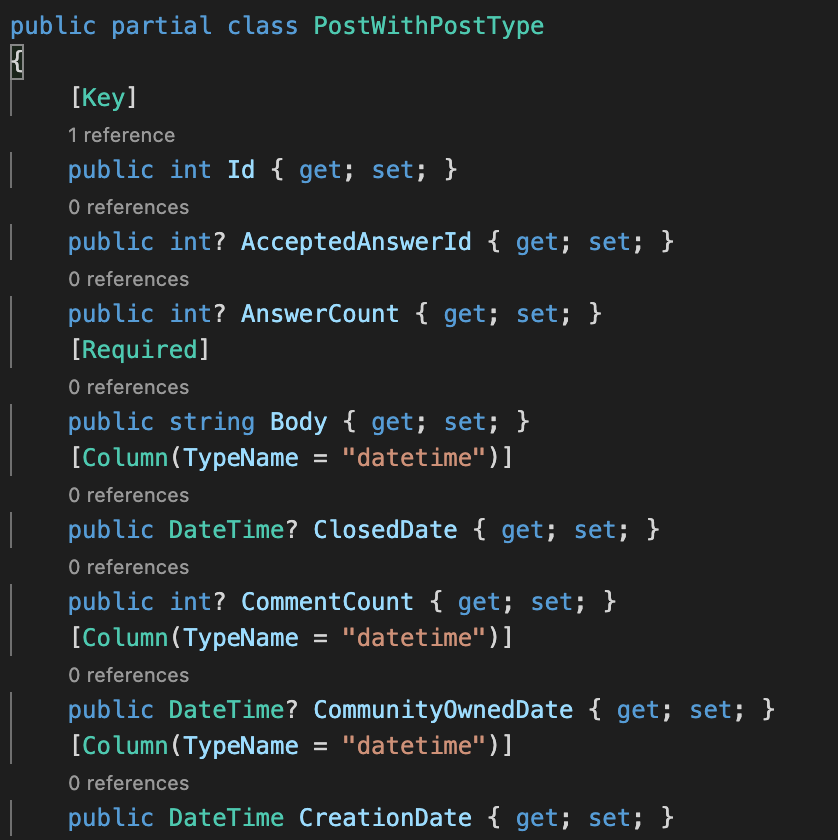 public partial class PostWithPostType
{
[Key]
1 reference
public int Id { get; set; }
0 references
public int? AcceptedAnswerId { get; set; }
0 references
public int? AnswerCount { get; set; }
[Required]
0 references
public string Body { get; set; }
[Column(TypeName = "datetime")]
0 references
public DateTime? ClosedDate { get; set; }
0 references
public int? CommentCount { get; set; }
[Column(TypeName = "datetime")]
0 references
public DateTime? CommunityOwnedDate { get; set; }
[Column(TypeName = "datetime")]
0 references
public DateTime CreationDate { get; set; }